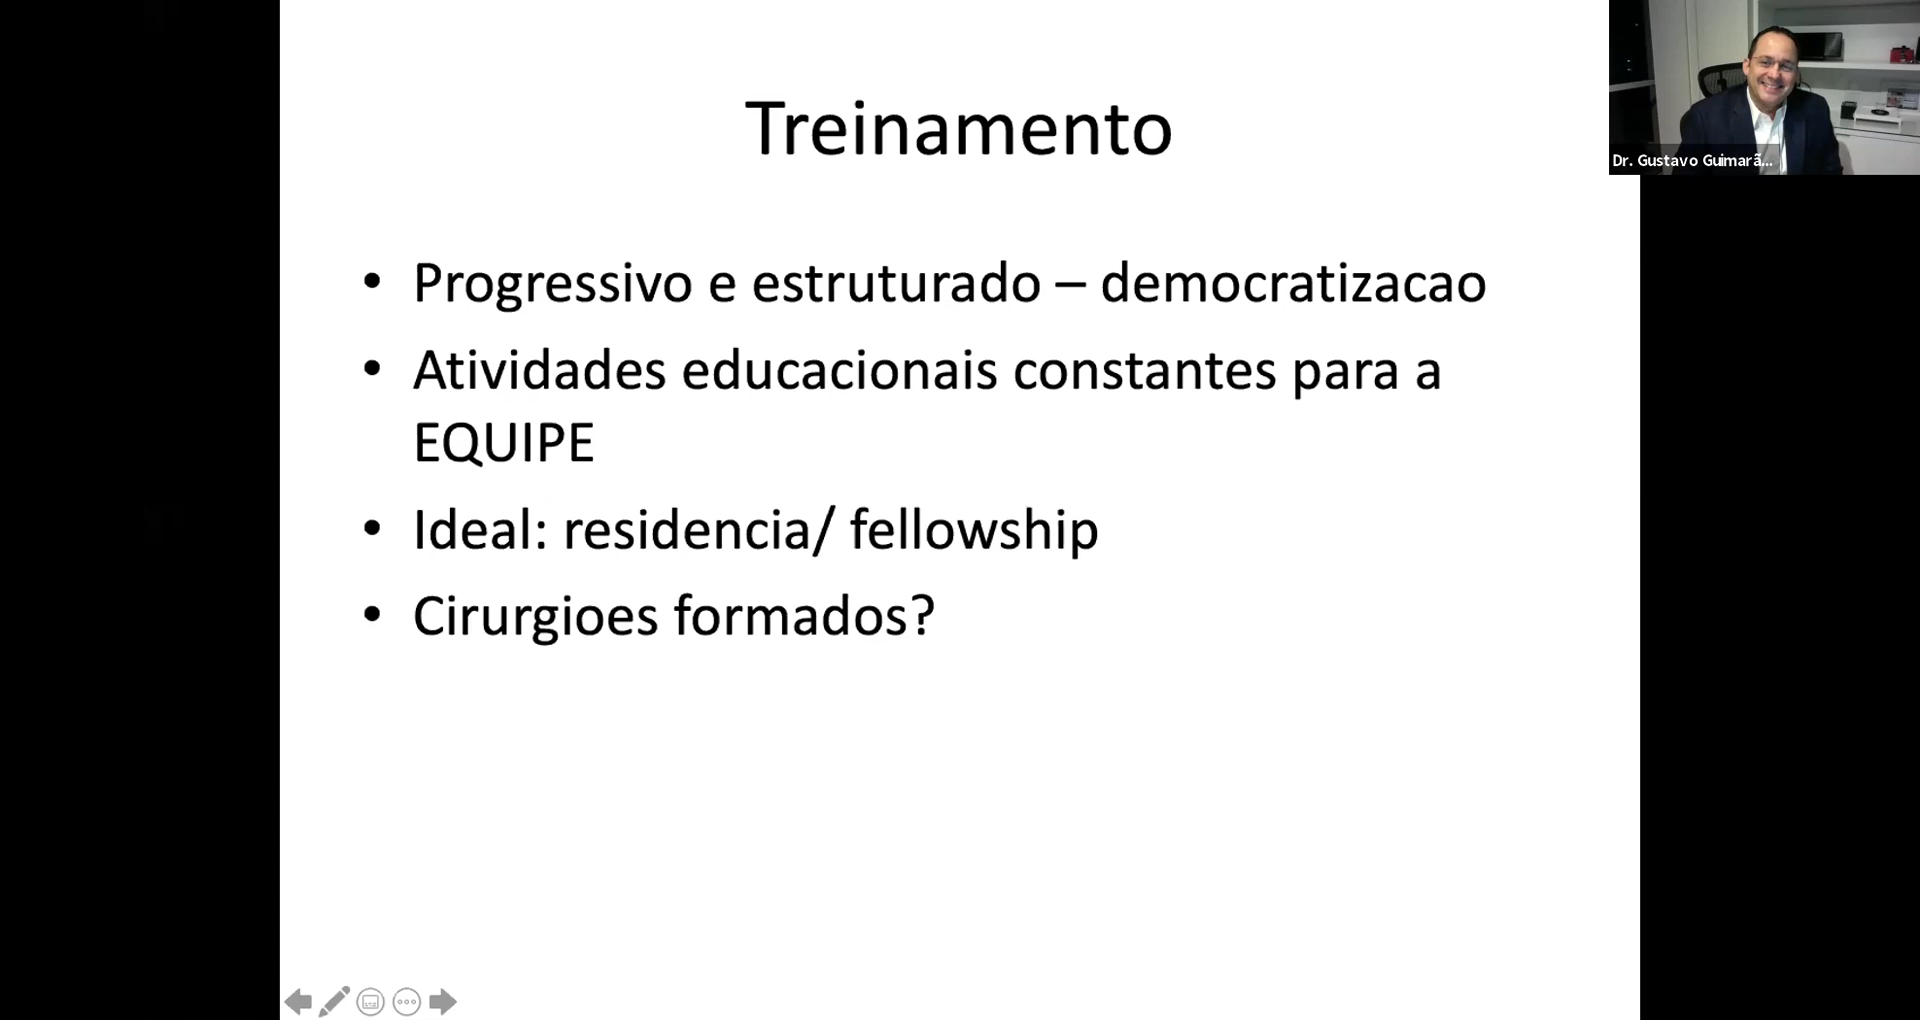 Treinamento
Dr. Gustavo Guimarã...
• Progressivo e estruturado – democratizacao
• Atividades educacionais constantes para a
EQUIPE
• Ideal: residencia/ fellowship
• Cirurgioes formados?